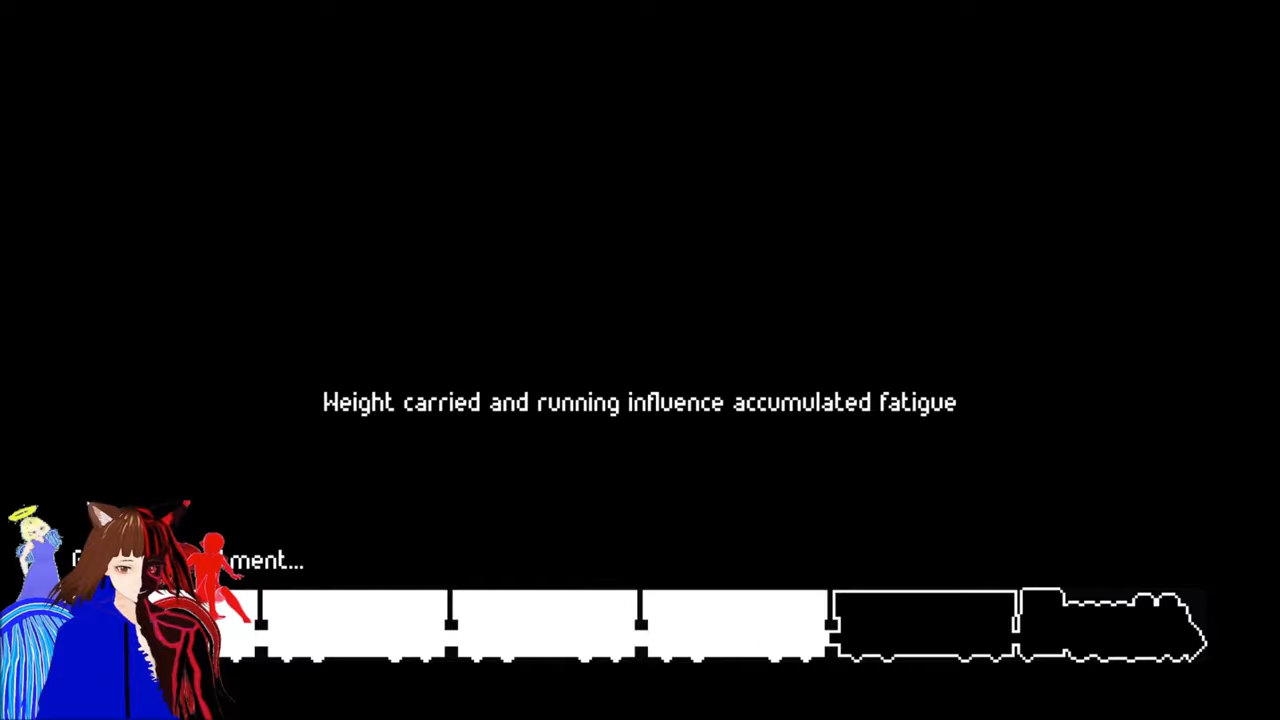 Weight carried and running influence accumulated fatigue
ment...